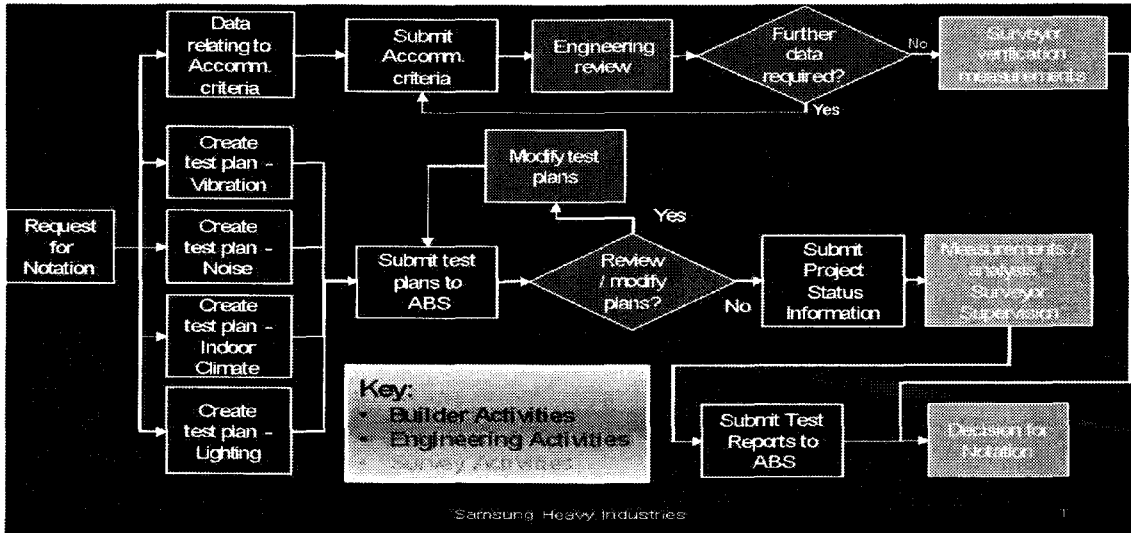 Data
relating to
Accomm.
criteria
Submit
Accomm.
criteria
Engineering
review
Further
data
required?
No
Surveyor
verification
measurements
Yes
Create
test plan –
Vibration
Modify test
plans
Yes
Request
for
Notation
Create
test plan –
Noise
Submit test
plans to
ABS
Review
/ modify
plans?
No
Submit
Project
Status
Information
Measurements /
analysis –
Surveyor
Supervision
Create
test plan –
Indoor
Climate
Key:
• Builder Activities
• Engineering Activities
• Survey Activities
Create
test plan –
Lighting
Submit Test
Reports to
ABS
Decision for
Notation
Samsung Heavy Industries